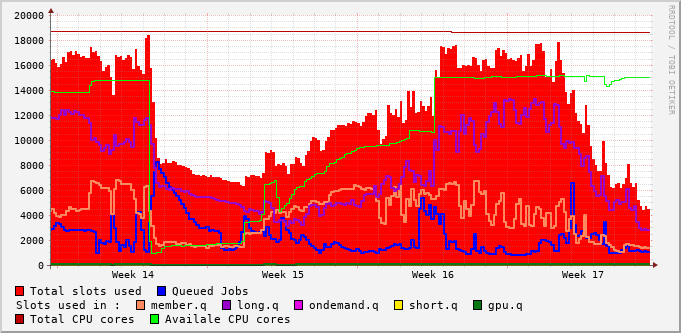 20000
18000
16000
14000
12000
10000
8000
6000
4000
2000
0
Week 14 Week 15 Week 16 Week 17
Total slots used Queued Jobs
Slots used in : member.q long.q ondemand.q short.q gpu.q
Total CPU cores Availale CPU cores
RRDTOOL / TOBI OETIKER